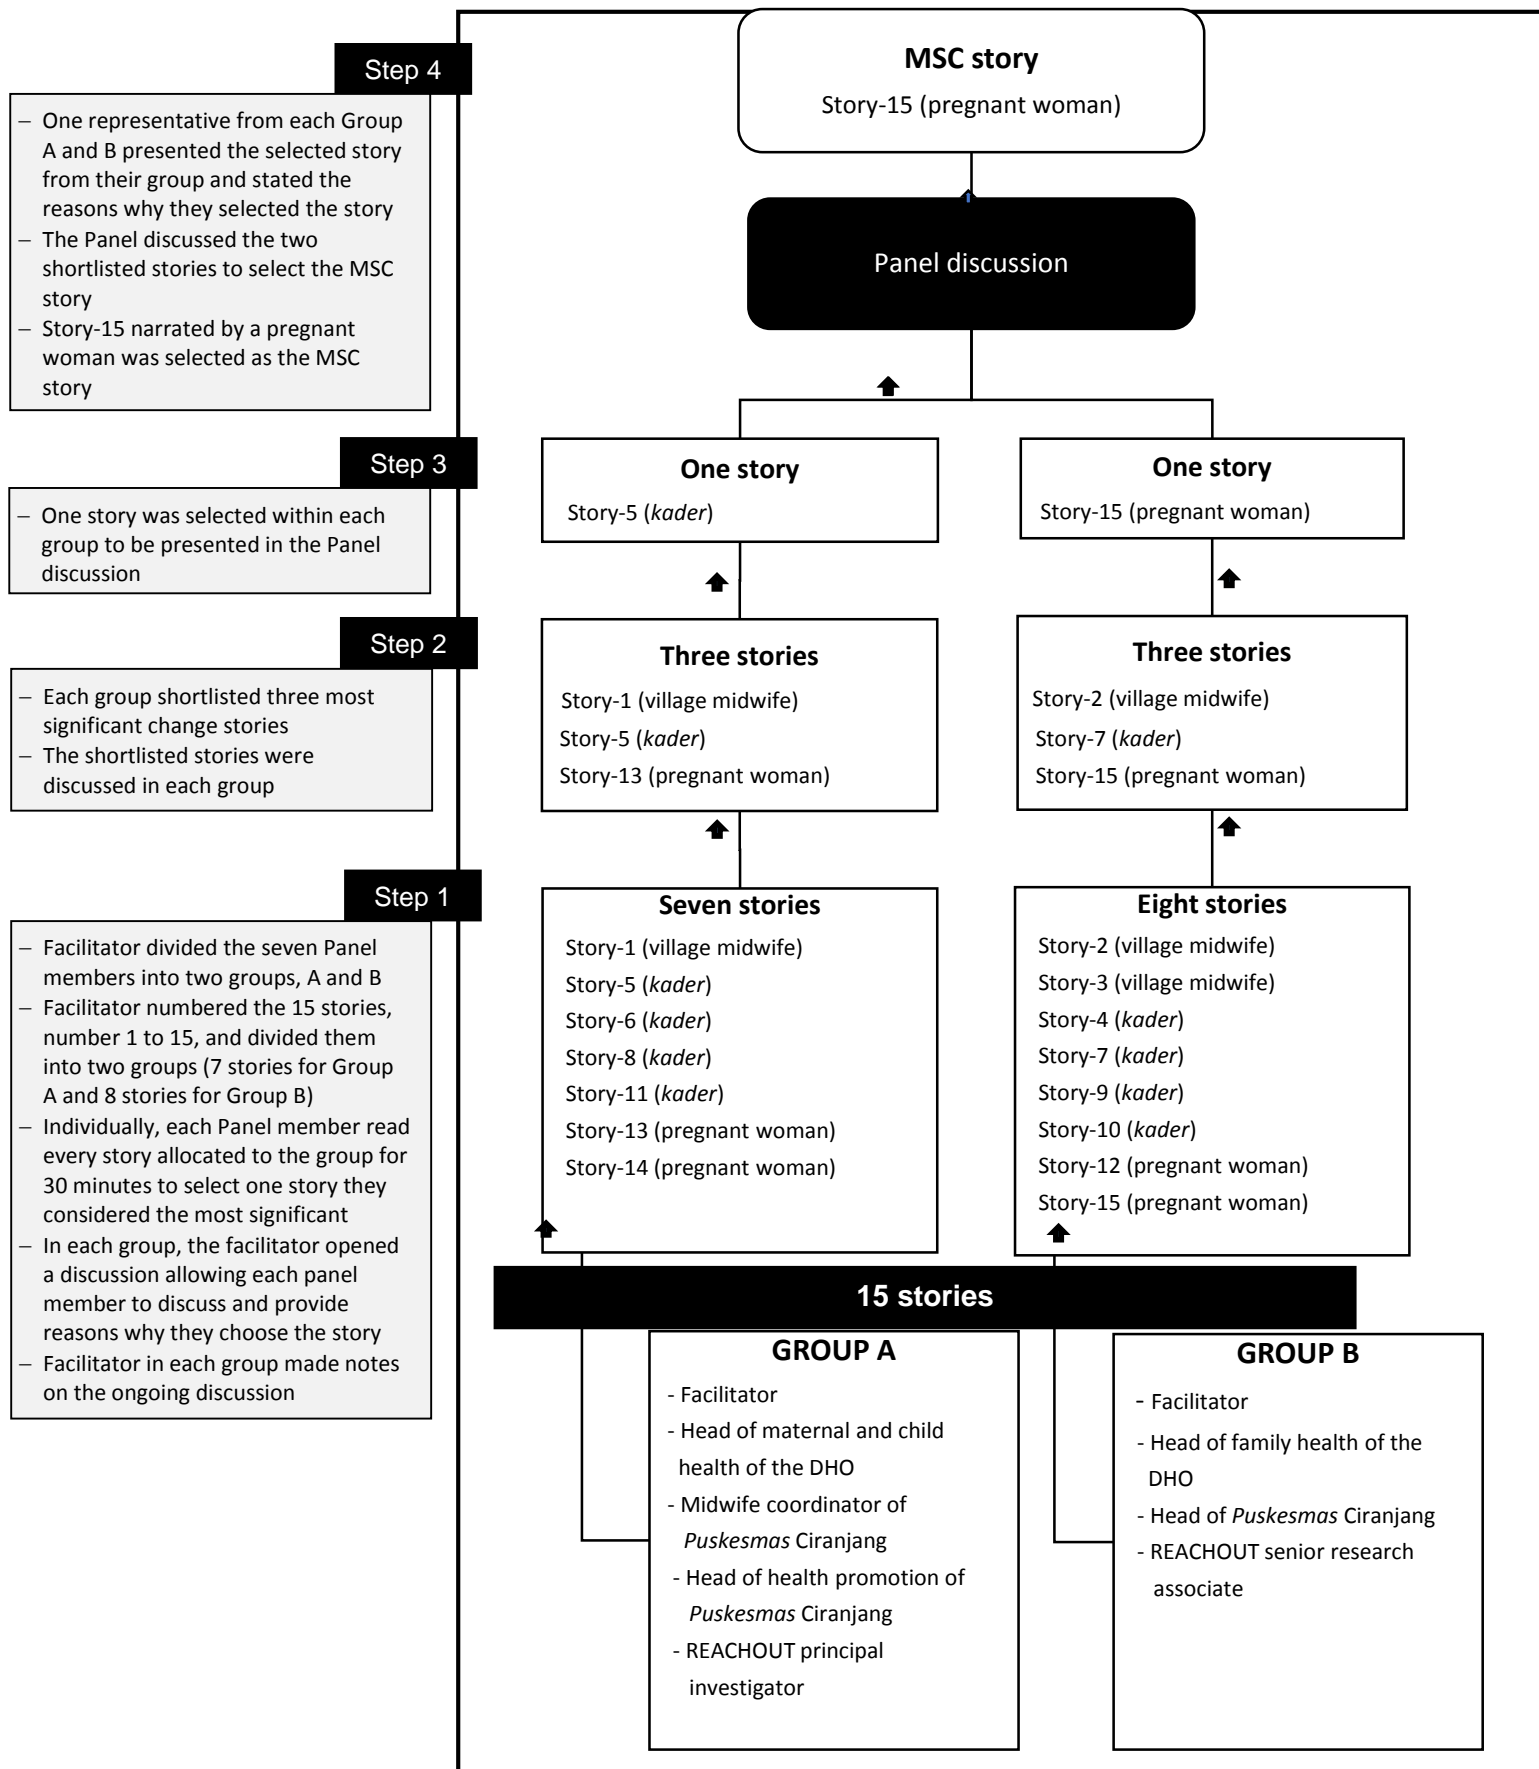 MSC story
Story-15 (pregnant woman)
Step 4
– One representative from each Group
A and B presented the selected story
from their group and stated the
reasons why they selected the story
– The Panel discussed the two
shortlisted stories to select the MSC
story
– Story-15 narrated by a pregnant
woman was selected as the MSC
story
Panel discussion
Step 3
– One story was selected within each
group to be presented in the Panel
discussion
One story
Story-5 (kader)
One story
Story-15 (pregnant woman)
Step 2
– Each group shortlisted three most
significant change stories
– The shortlisted stories were
discussed in each group
Three stories
Story-1 (village midwife)
Story-5 (kader)
Story-13 (pregnant woman)
Three stories
Story-2 (village midwife)
Story-7 (kader)
Story-15 (pregnant woman)
Step 1
– Facilitator divided the seven Panel
members into two groups, A and B
– Facilitator numbered the 15 stories,
number 1 to 15, and divided them
into two groups (7 stories for Group
A and 8 stories for Group B)
– Individually, each Panel member read
every story allocated to the group for
30 minutes to select one story they
considered the most significant
– In each group, the facilitator opened
a discussion allowing each panel
member to discuss and provide
reasons why they choose the story
– Facilitator in each group made notes
on the ongoing discussion
Seven stories
Story-1 (village midwife)
Story-5 (kader)
Story-6 (kader)
Story-8 (kader)
Story-11 (kader)
Story-13 (pregnant woman)
Story-14 (pregnant woman)
Eight stories
Story-2 (village midwife)
Story-3 (village midwife)
Story-4 (kader)
Story-7 (kader)
Story-9 (kader)
Story-10 (kader)
Story-12 (pregnant woman)
Story-15 (pregnant woman)
15 stories
GROUP A
- Facilitator
- Head of maternal and child
health of the DHO
- Midwife coordinator of
Puskesmas Ciranjang
- Head of health promotion of
Puskesmas Ciranjang
- REACHOUT principal
investigator
GROUP B
- Facilitator
- Head of family health of the
DHO
- Head of Puskesmas Ciranjang
- REACHOUT senior research
associate